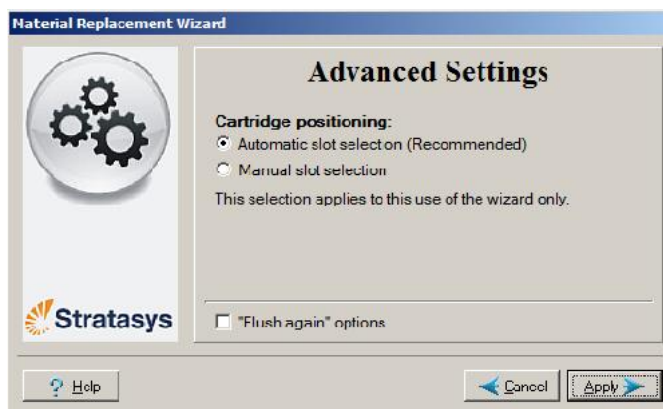 Material Replacement Wizard
Advanced Settings
Cartridge positioning:
Automatic slot selection (Recommended)
Manual slot selection
This selection applies to this use of the wizard only.
Stratasys
"Flush again" options
? Help
Cancel
Apply